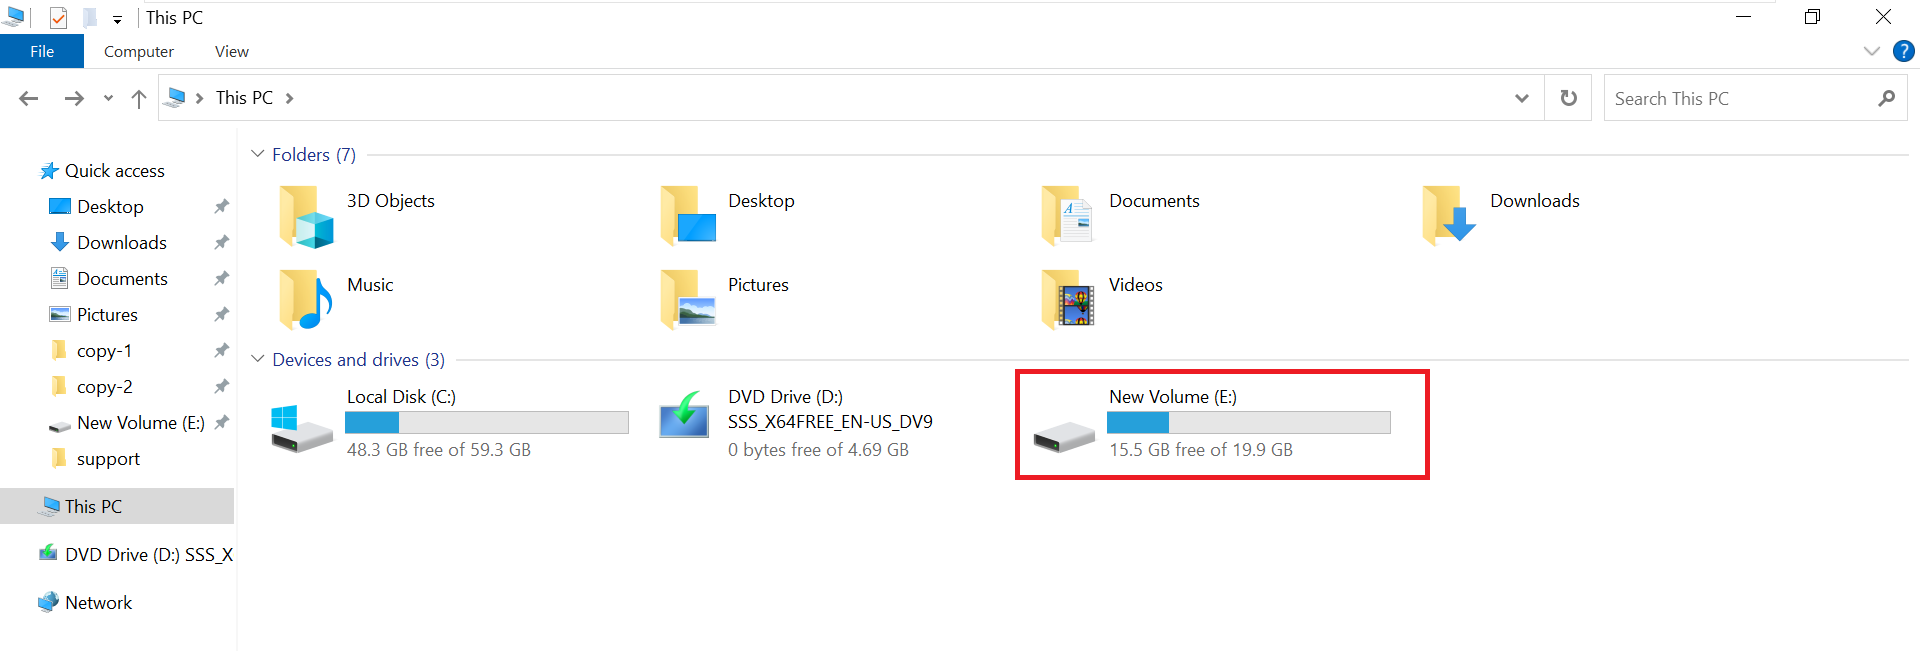 This PC
File Computer View
?
This PC
Search This PC
Quick access
Desktop
Downloads
Documents
Pictures
copy-1
copy-2
New Volume (E:)
support
This PC
DVD Drive (D:) SSS_X
Network
Folders (7)
3D Objects
Desktop
Documents
Downloads
Music
Pictures
Videos
Devices and drives (3)
Local Disk (C:)
48.3 GB free of 59.3 GB
DVD Drive (D:)
SSS_X64FREE_EN-US_DV9
0 bytes free of 4.69 GB
New Volume (E:)
15.5 GB free of 19.9 GB